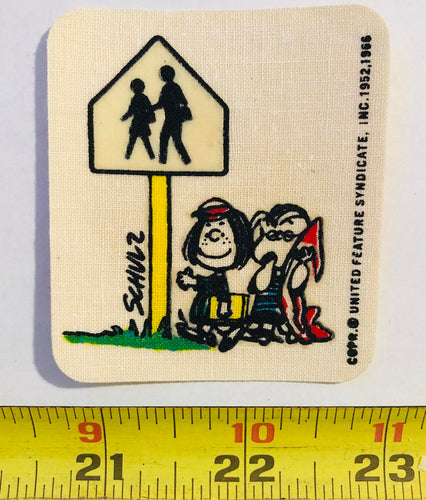 SCHULZ
COPR.© UNITED FEATURE SYNDICATE, INC.1952,1966
9 10 11
21 22 23